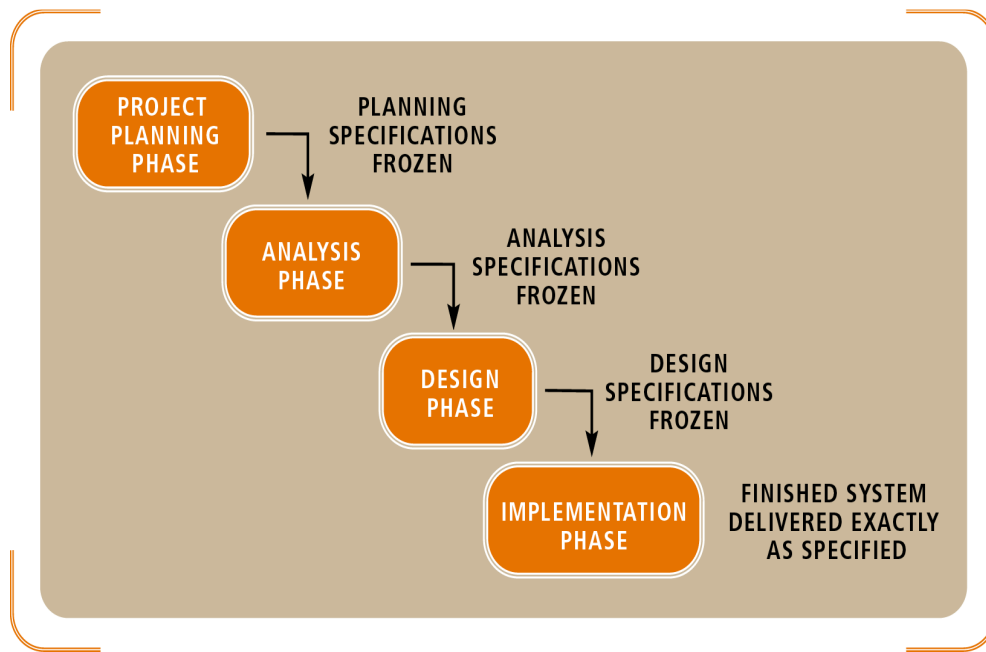 PROJECT
PLANNING
PHASE
PLANNING
SPECIFICATIONS
FROZEN
ANALYSIS
PHASE
ANALYSIS
SPECIFICATIONS
FROZEN
DESIGN
PHASE
DESIGN
SPECIFICATIONS
FROZEN
IMPLEMENTATION
PHASE
FINISHED SYSTEM
DELIVERED EXACTLY
AS SPECIFIED